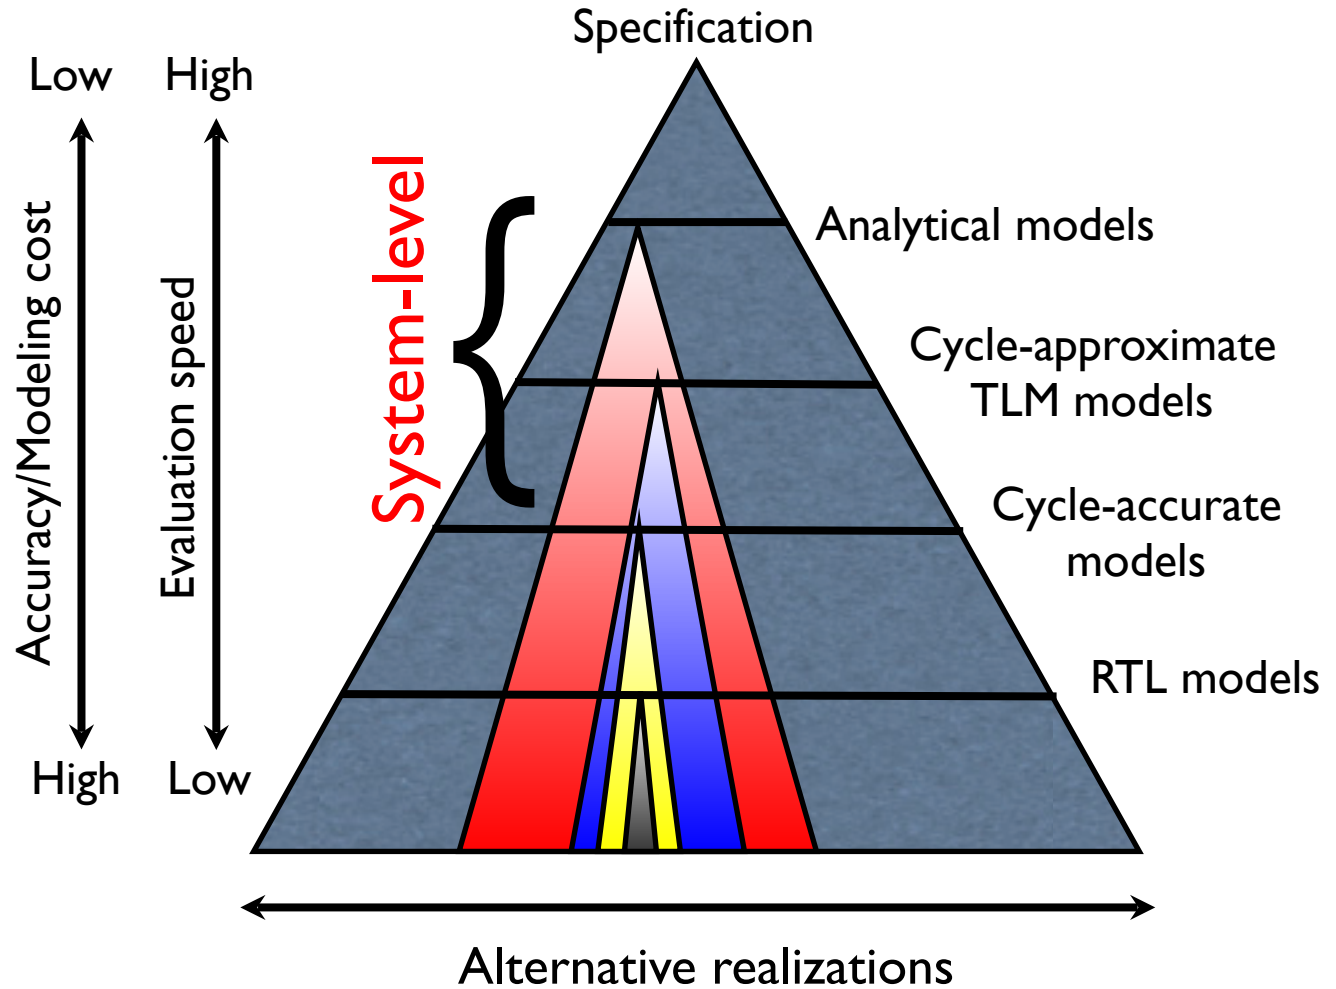 Specification
Low
High
System-level
Accuracy/Modeling cost
Evaluation speed
Analytical models
Cycle-approximate
TLM models
Cycle-accurate
models
RTL models
High
Low
Alternative realizations